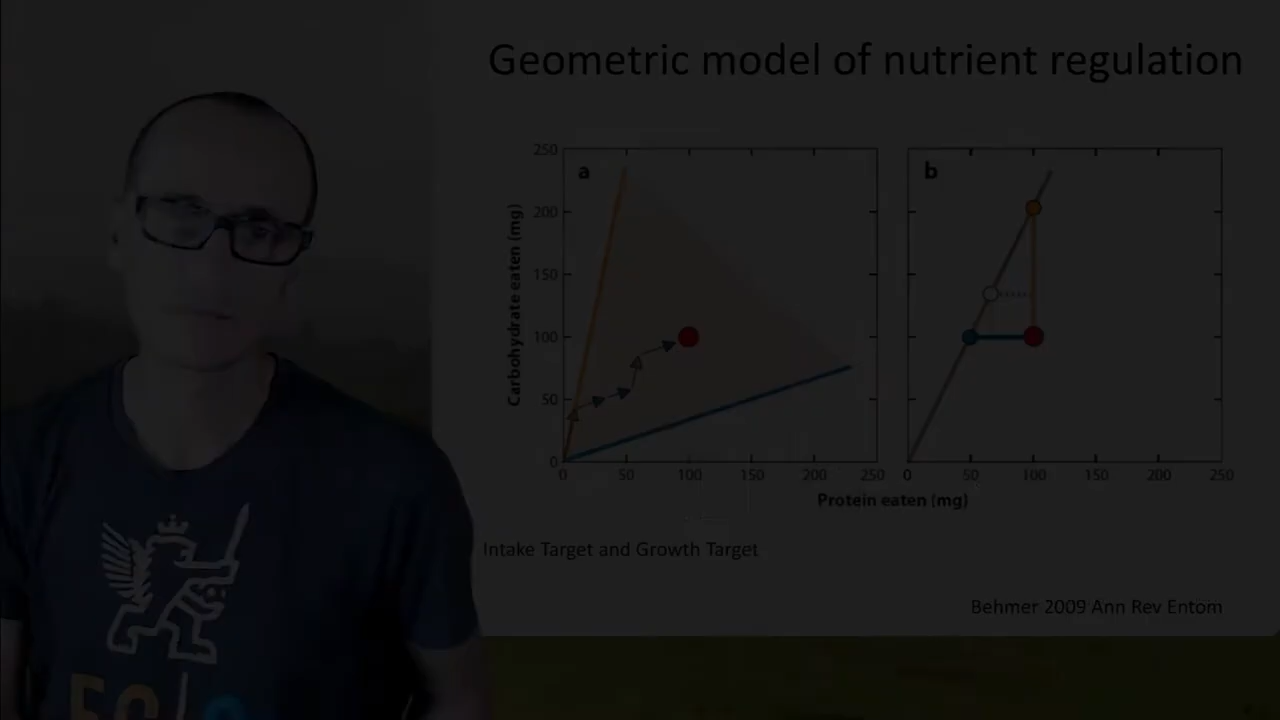 Geometric model of nutrient regulation
a
b
250
200
150
100
50
0
Carbohydrate eaten (mg)
0 50 100 150 200 250
0 50 100 150 200 250
Protein eaten (mg)
Intake Target and Growth Target
Behmer 2009 Ann Rev Entom